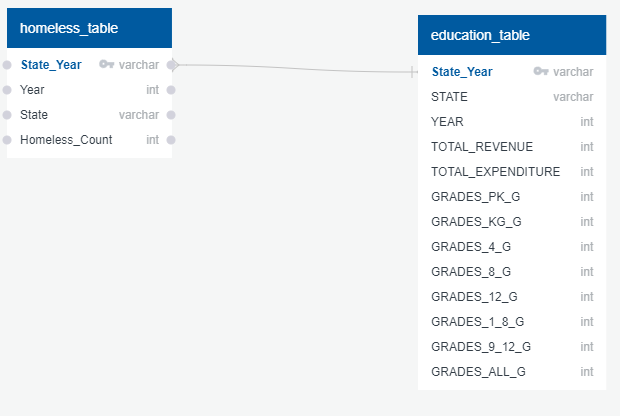 homeless_table
State_Year varchar
Year int
State varchar
Homeless_Count int
education_table
State_Year varchar
STATE varchar
YEAR int
TOTAL_REVENUE int
TOTAL_EXPENDITURE int
GRADES_PK_G int
GRADES_KG_G int
GRADES_4_G int
GRADES_8_G int
GRADES_12_G int
GRADES_1_8_G int
GRADES_9_12_G int
GRADES_ALL_G int